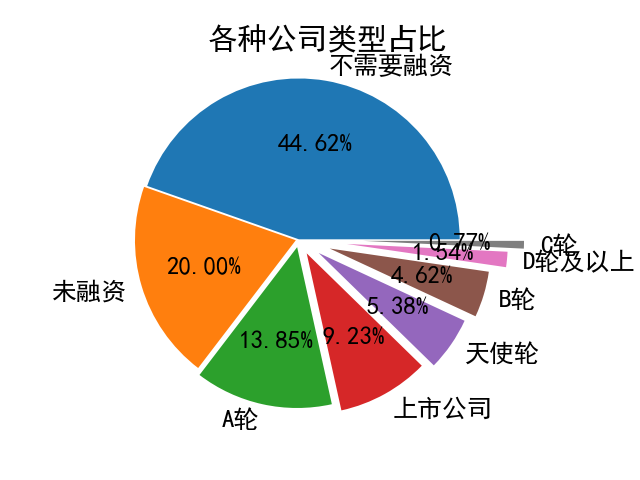 各种公司类型占比
不需要融资
44.62%
未融资
20.00%
A轮
13.85%
上市公司
9.23%
天使轮
5.38%
B轮
4.62%
D轮及以上
1.54%
C轮
0.77%